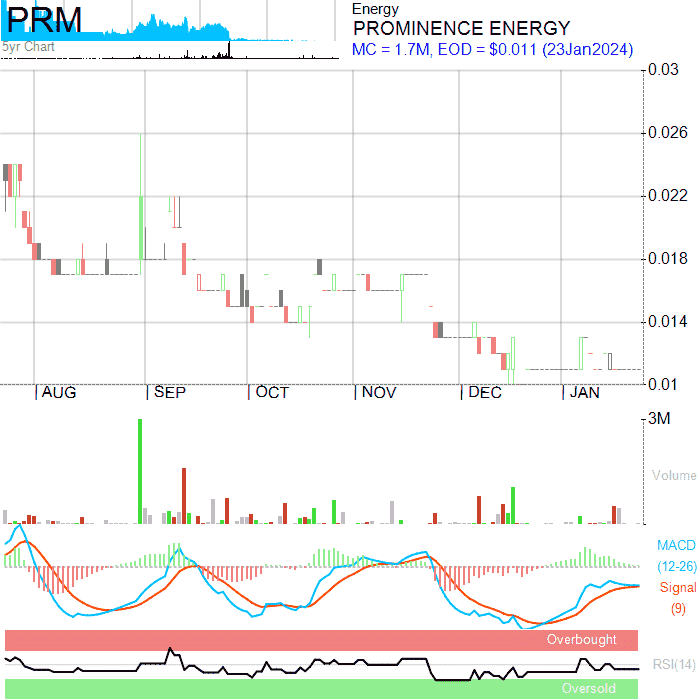 PRM
5yr Chart
Energy
PROMINENCE ENERGY
MC = 1.7M, EOD = $0.011 (23Jan2024)
0.03
0.026
0.022
0.018
0.014
0.01
AUG SEP OCT NOV DEC JAN
3M
Volume
MACD
(12-26)
Signal
(9)
Overbought
RSI(14)
Oversold